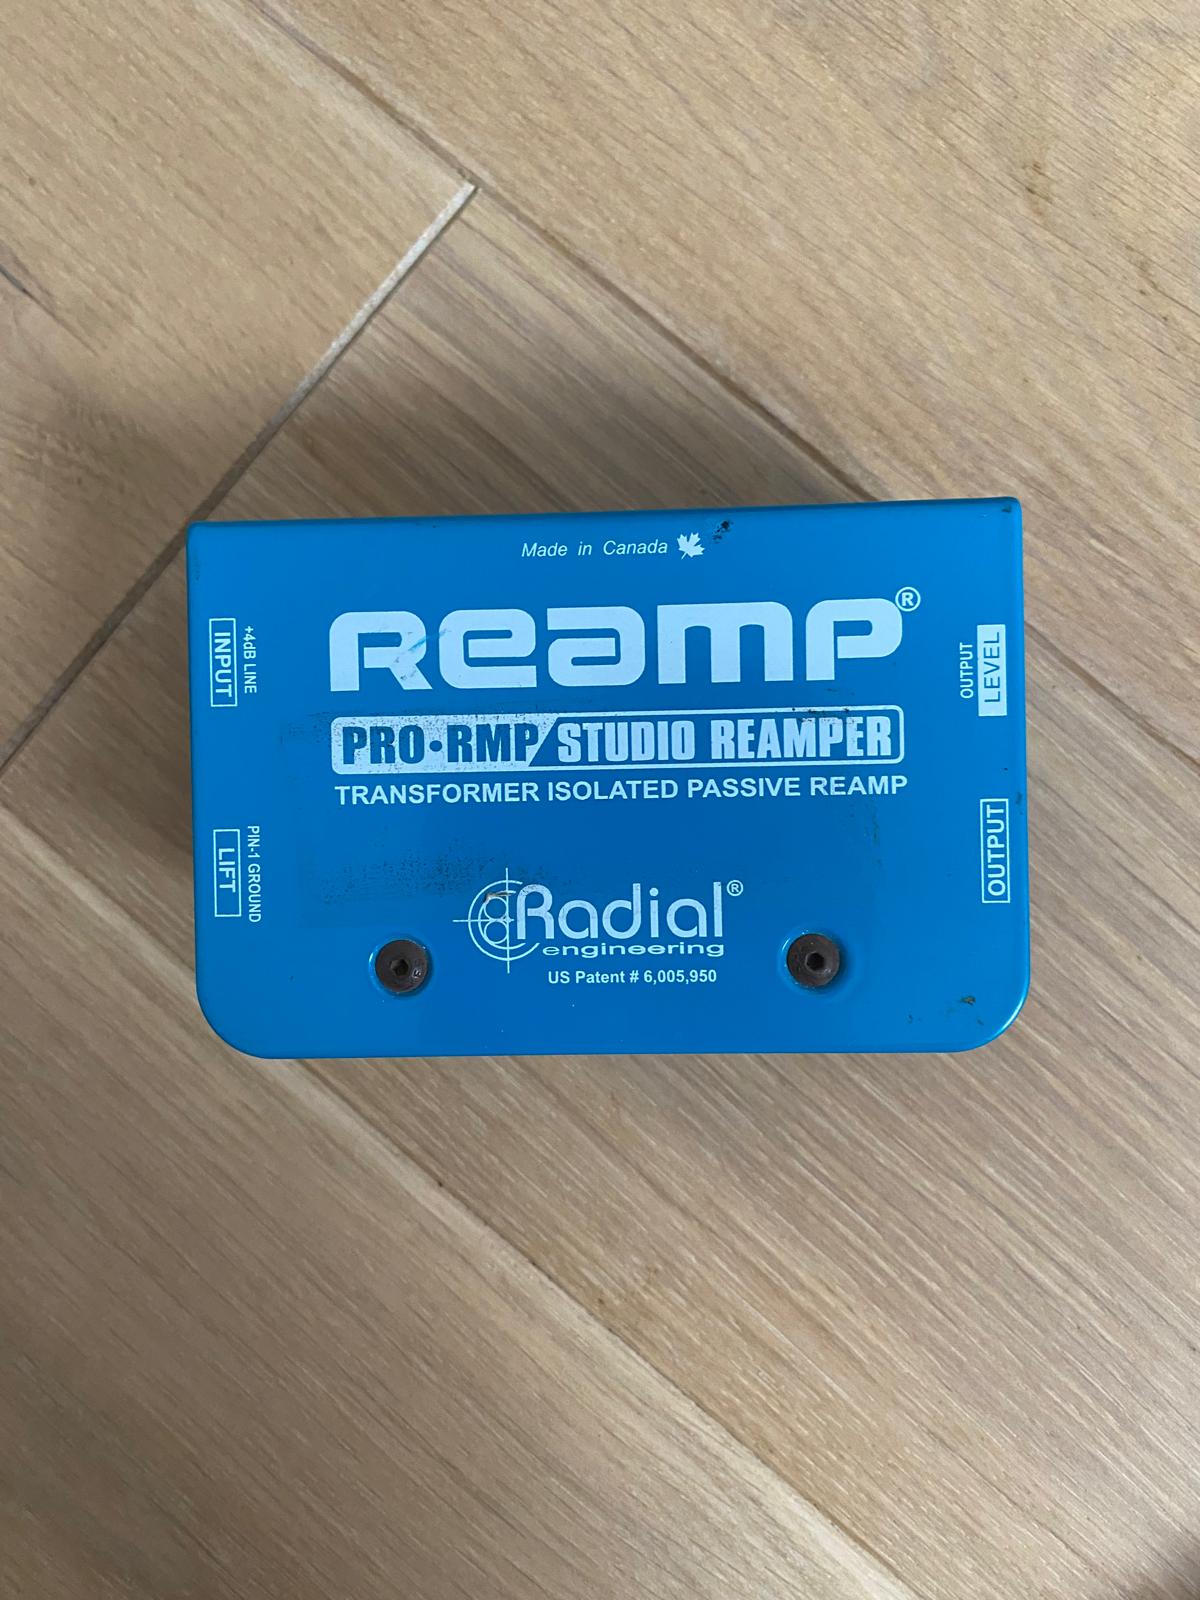 Made in Canada
REAMP®
+4dB LINE
INPUT
OUTPUT
LEVEL
PRO•RMP/STUDIO REAMPER
TRANSFORMER ISOLATED PASSIVE REAMP
PIN-1 GROUND
LIFT
OUTPUT
Radial®
engineering
US Patent # 6,005,950